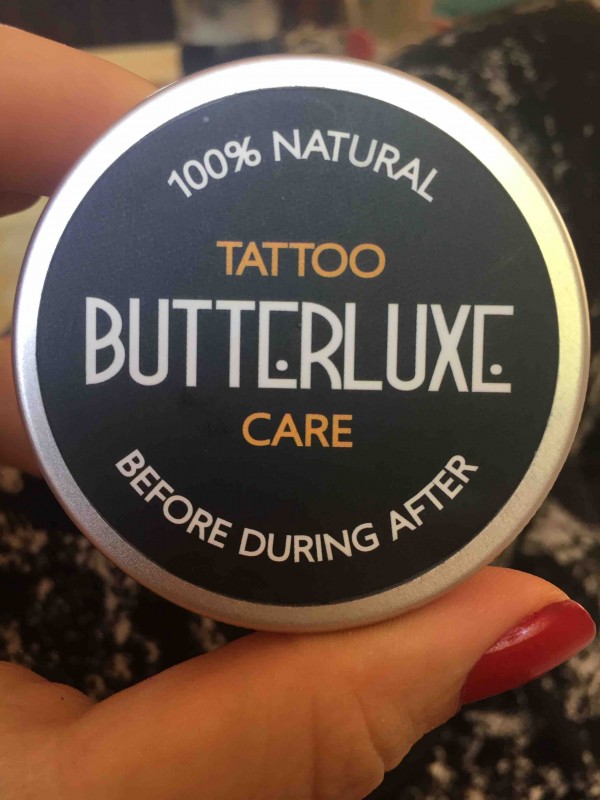 100% NATURAL
TATTOO
BUTTERLUXE
CARE
BEFORE DURING AFTER